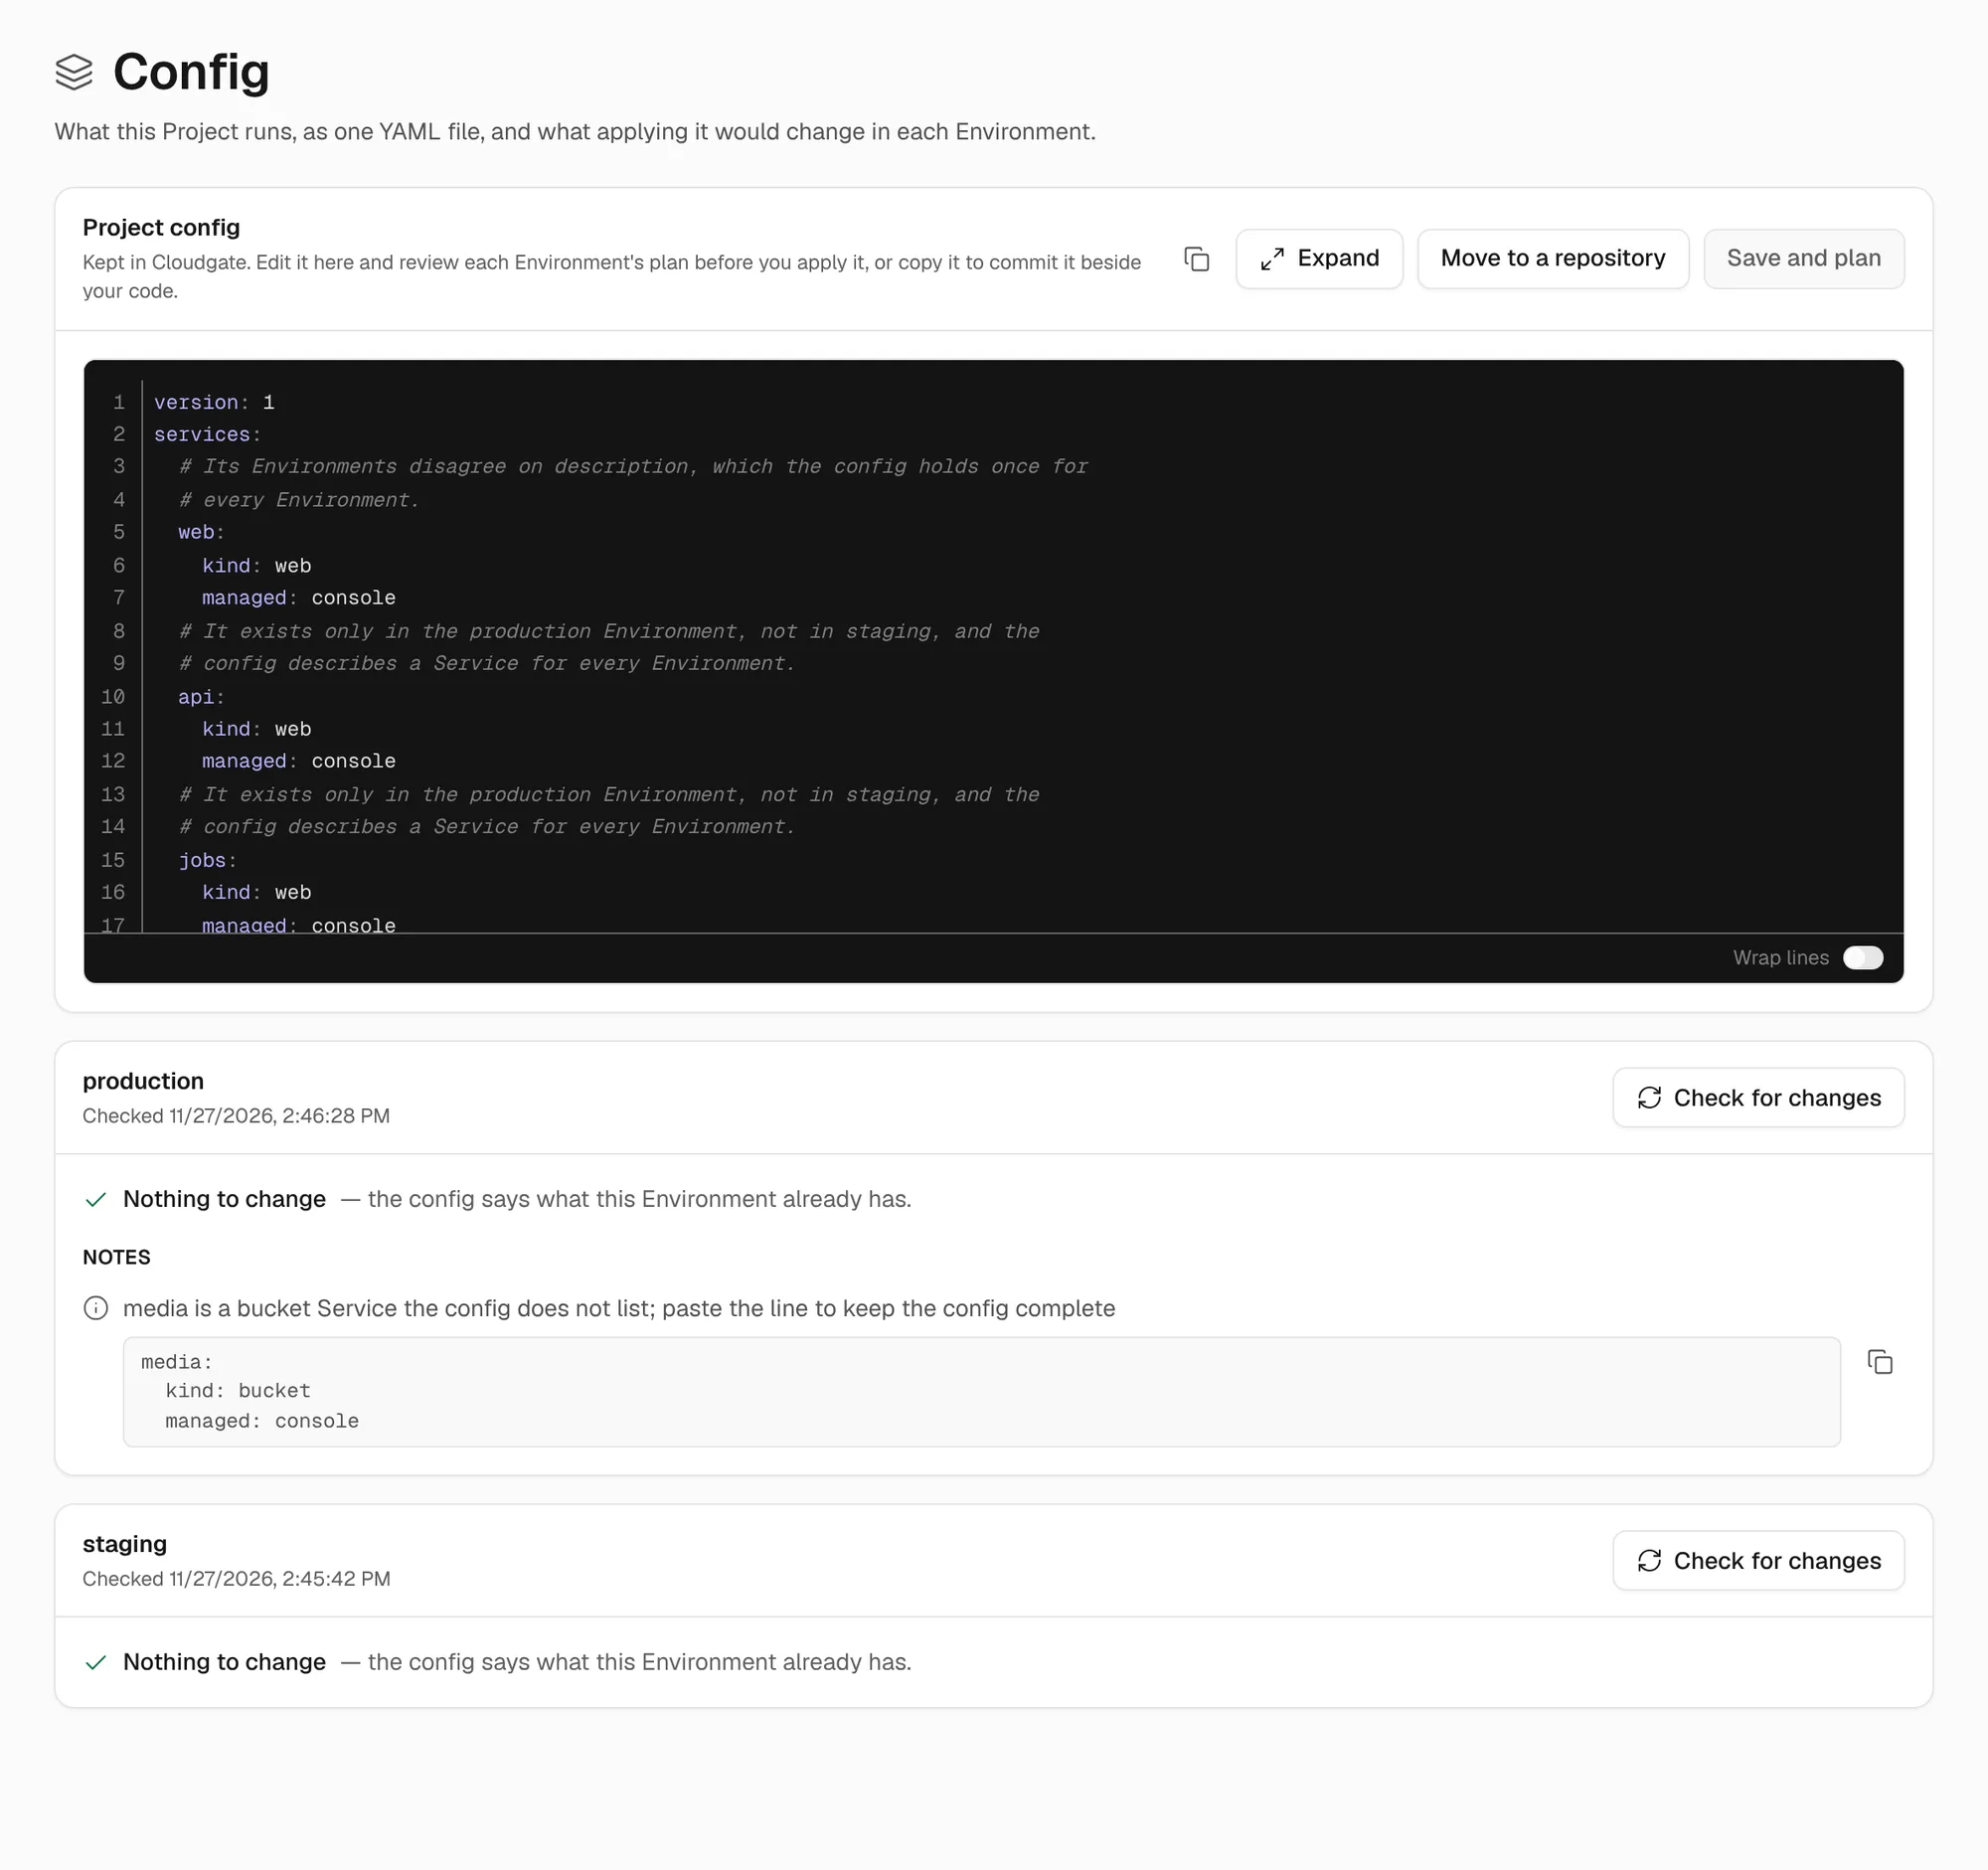 Config
What this Project runs, as one YAML file, and what applying it would change in each Environment.
Project config
Kept in Cloudgate. Edit it here and review each Environment's plan before you apply it, or copy it to commit it beside
your code.
Expand
Move to a repository
Save and plan
1 version: 1
2 services:
3   # Its Environments disagree on description, which the config holds once for
4   # every Environment.
5   web:
6     kind: web
7     managed: console
8   # It exists only in the production Environment, not in staging, and the
9   # config describes a Service for every Environment.
10   api:
11     kind: web
12     managed: console
13   # It exists only in the production Environment, not in staging, and the
14   # config describes a Service for every Environment.
15   jobs:
16     kind: web
17     managed: console
Wrap lines
production
Checked 11/27/2026, 2:46:28 PM
Check for changes
Nothing to change — the config says what this Environment already has.
NOTES
media is a bucket Service the config does not list; paste the line to keep the config complete
media:
  kind: bucket
  managed: console
staging
Checked 11/27/2026, 2:45:42 PM
Check for changes
Nothing to change — the config says what this Environment already has.